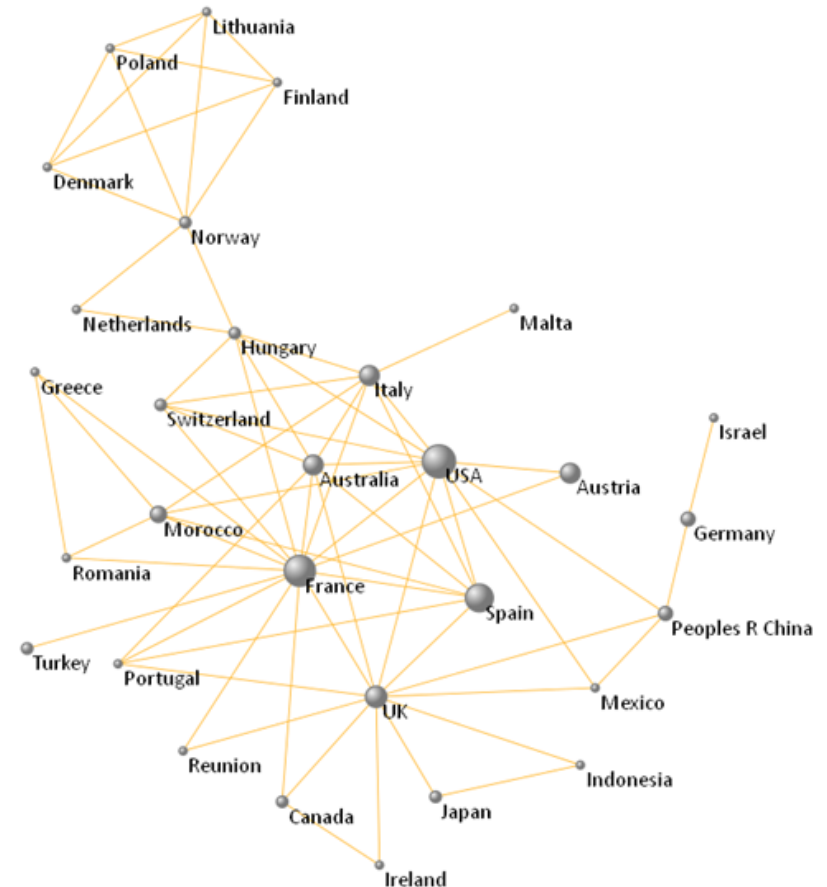 Lithuania
Poland
Finland
Denmark
Norway
Netherlands
Malta
Hungary
Greece
Italy
Switzerland
Israel
Australia
USA
Austria
Morocco
Germany
Romania
France
Spain
Peoples R China
Turkey
Portugal
Mexico
UK
Reunion
Indonesia
Canada
Japan
Ireland